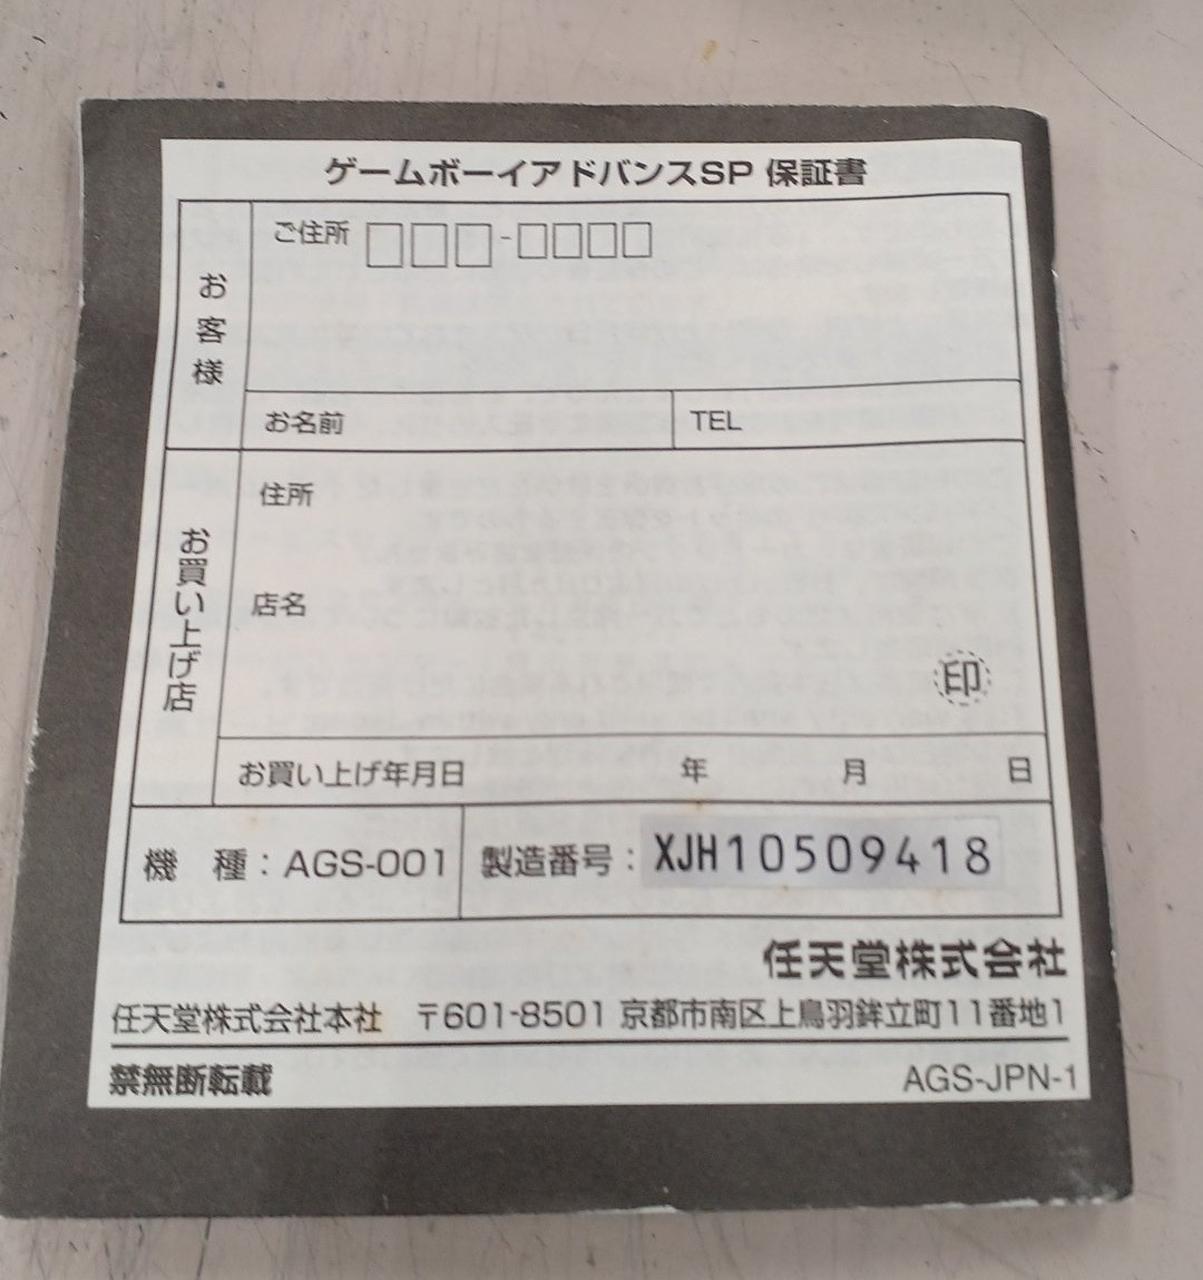 ゲームボーイアドバンスSP 保証書
お客様
ご住所 □□□-□□□□
お名前
TEL
お買い上げ店
住所
店名
印
お買い上げ年月日 年 月 日
機 種：AGS-001
製造番号：XJH10509418
任天堂株式会社
任天堂株式会社本社 〒601-8501 京都市南区上鳥羽鉾立町11番地1
禁無断転載
AGS-JPN-1